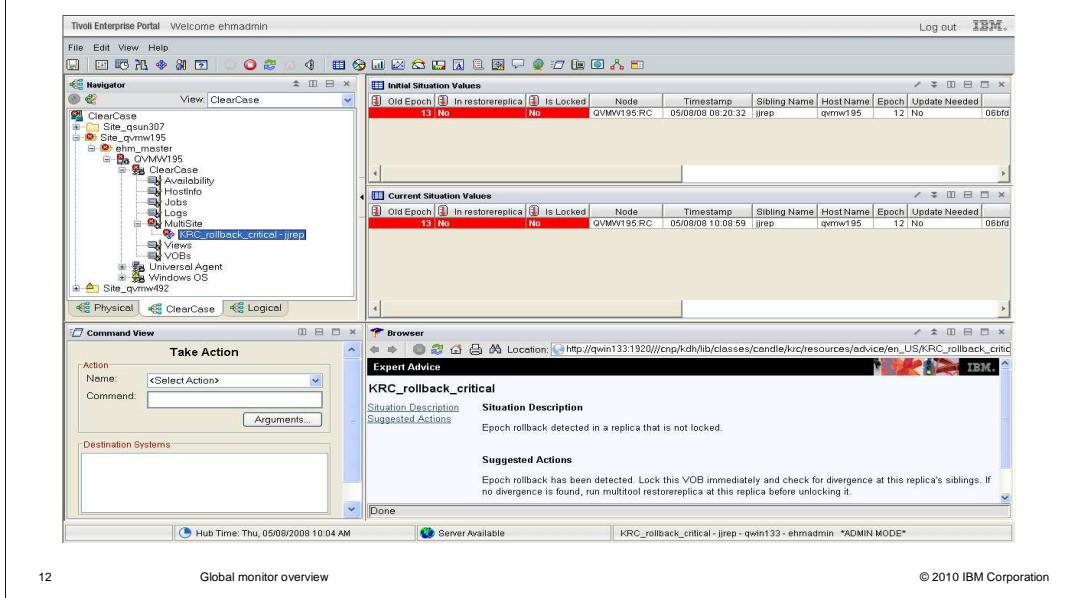 Tivoli Enterprise Portal Welcome ehmadmin Log out IBM.
File Edit View Help
Navigator
View: ClearCase
ClearCase
Site_qsun307
Site_qvmw195
ehm_master
QVMW195
ClearCase
Availability
HostInfo
Jobs
Logs
MultiSite
KRC_rollback_critical - jjrep
Views
VOBs
Universal Agent
Windows OS
Site_qvmw492
Physical ClearCase Logical
Initial Situation Values
Old Epoch In restorereplica Is Locked Node Timestamp Sibling Name Host Name Epoch Update Needed
13 No No QVMW195:RC 05/08/08 08:20:32 jjrep qvmw195 12 No 06bfd
Current Situation Values
Old Epoch In restorereplica Is Locked Node Timestamp Sibling Name Host Name Epoch Update Needed
13 No No QVMW195:RC 05/08/08 10:08:59 jjrep qvmw195 12 No 06bfd
Command View
Take Action
Action
Name: <Select Action>
Command:
Arguments...
Destination Systems
Browser
Location: http://qwin133:1920///cnp/kdh/lib/classes/candle/krc/resources/advice/en_US/KRC_rollback_critic
Expert Advice IBM.
KRC_rollback_critical
Situation Description
Suggested Actions
Situation Description
Epoch rollback detected in a replica that is not locked.
Suggested Actions
Epoch rollback has been detected. Lock this VOB immediately and check for divergence at this replica's siblings. If
no divergence is found, run multitool restorereplica at this replica before unlocking it.
Done
Hub Time: Thu, 05/08/2008 10:04 AM Server Available KRC_rollback_critical - jjrep - qwin133 - ehmadmin *ADMIN MODE*
12 Global monitor overview © 2010 IBM Corporation